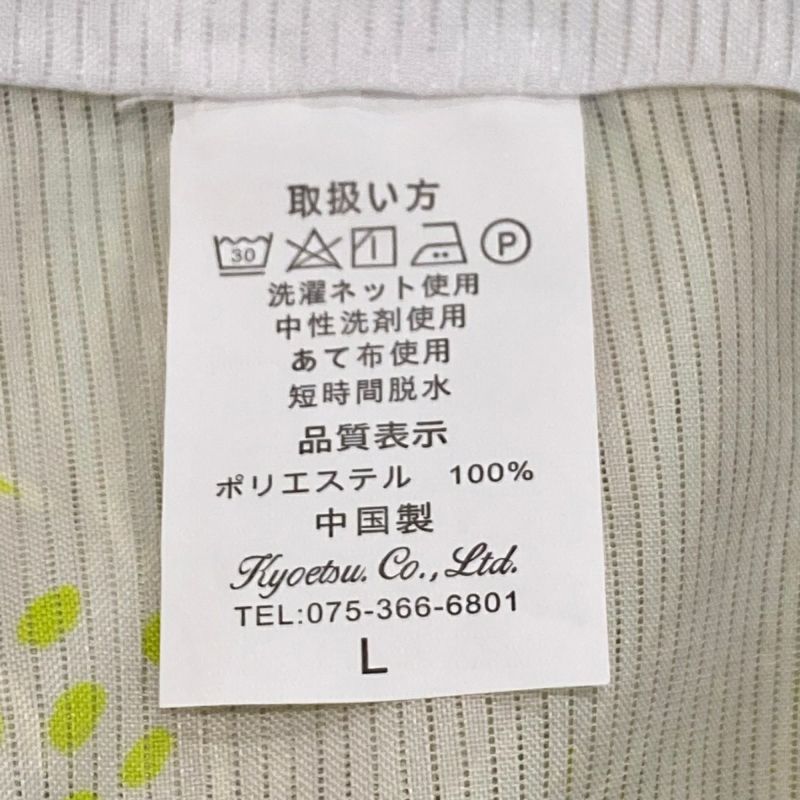 取扱い方
30 P
洗濯ネット使用
中性洗剤使用
あて布使用
短時間脱水
品質表示
ポリエステル 100%
中国製
Kyoetsu. Co., Ltd.
TEL:075-366-6801
L